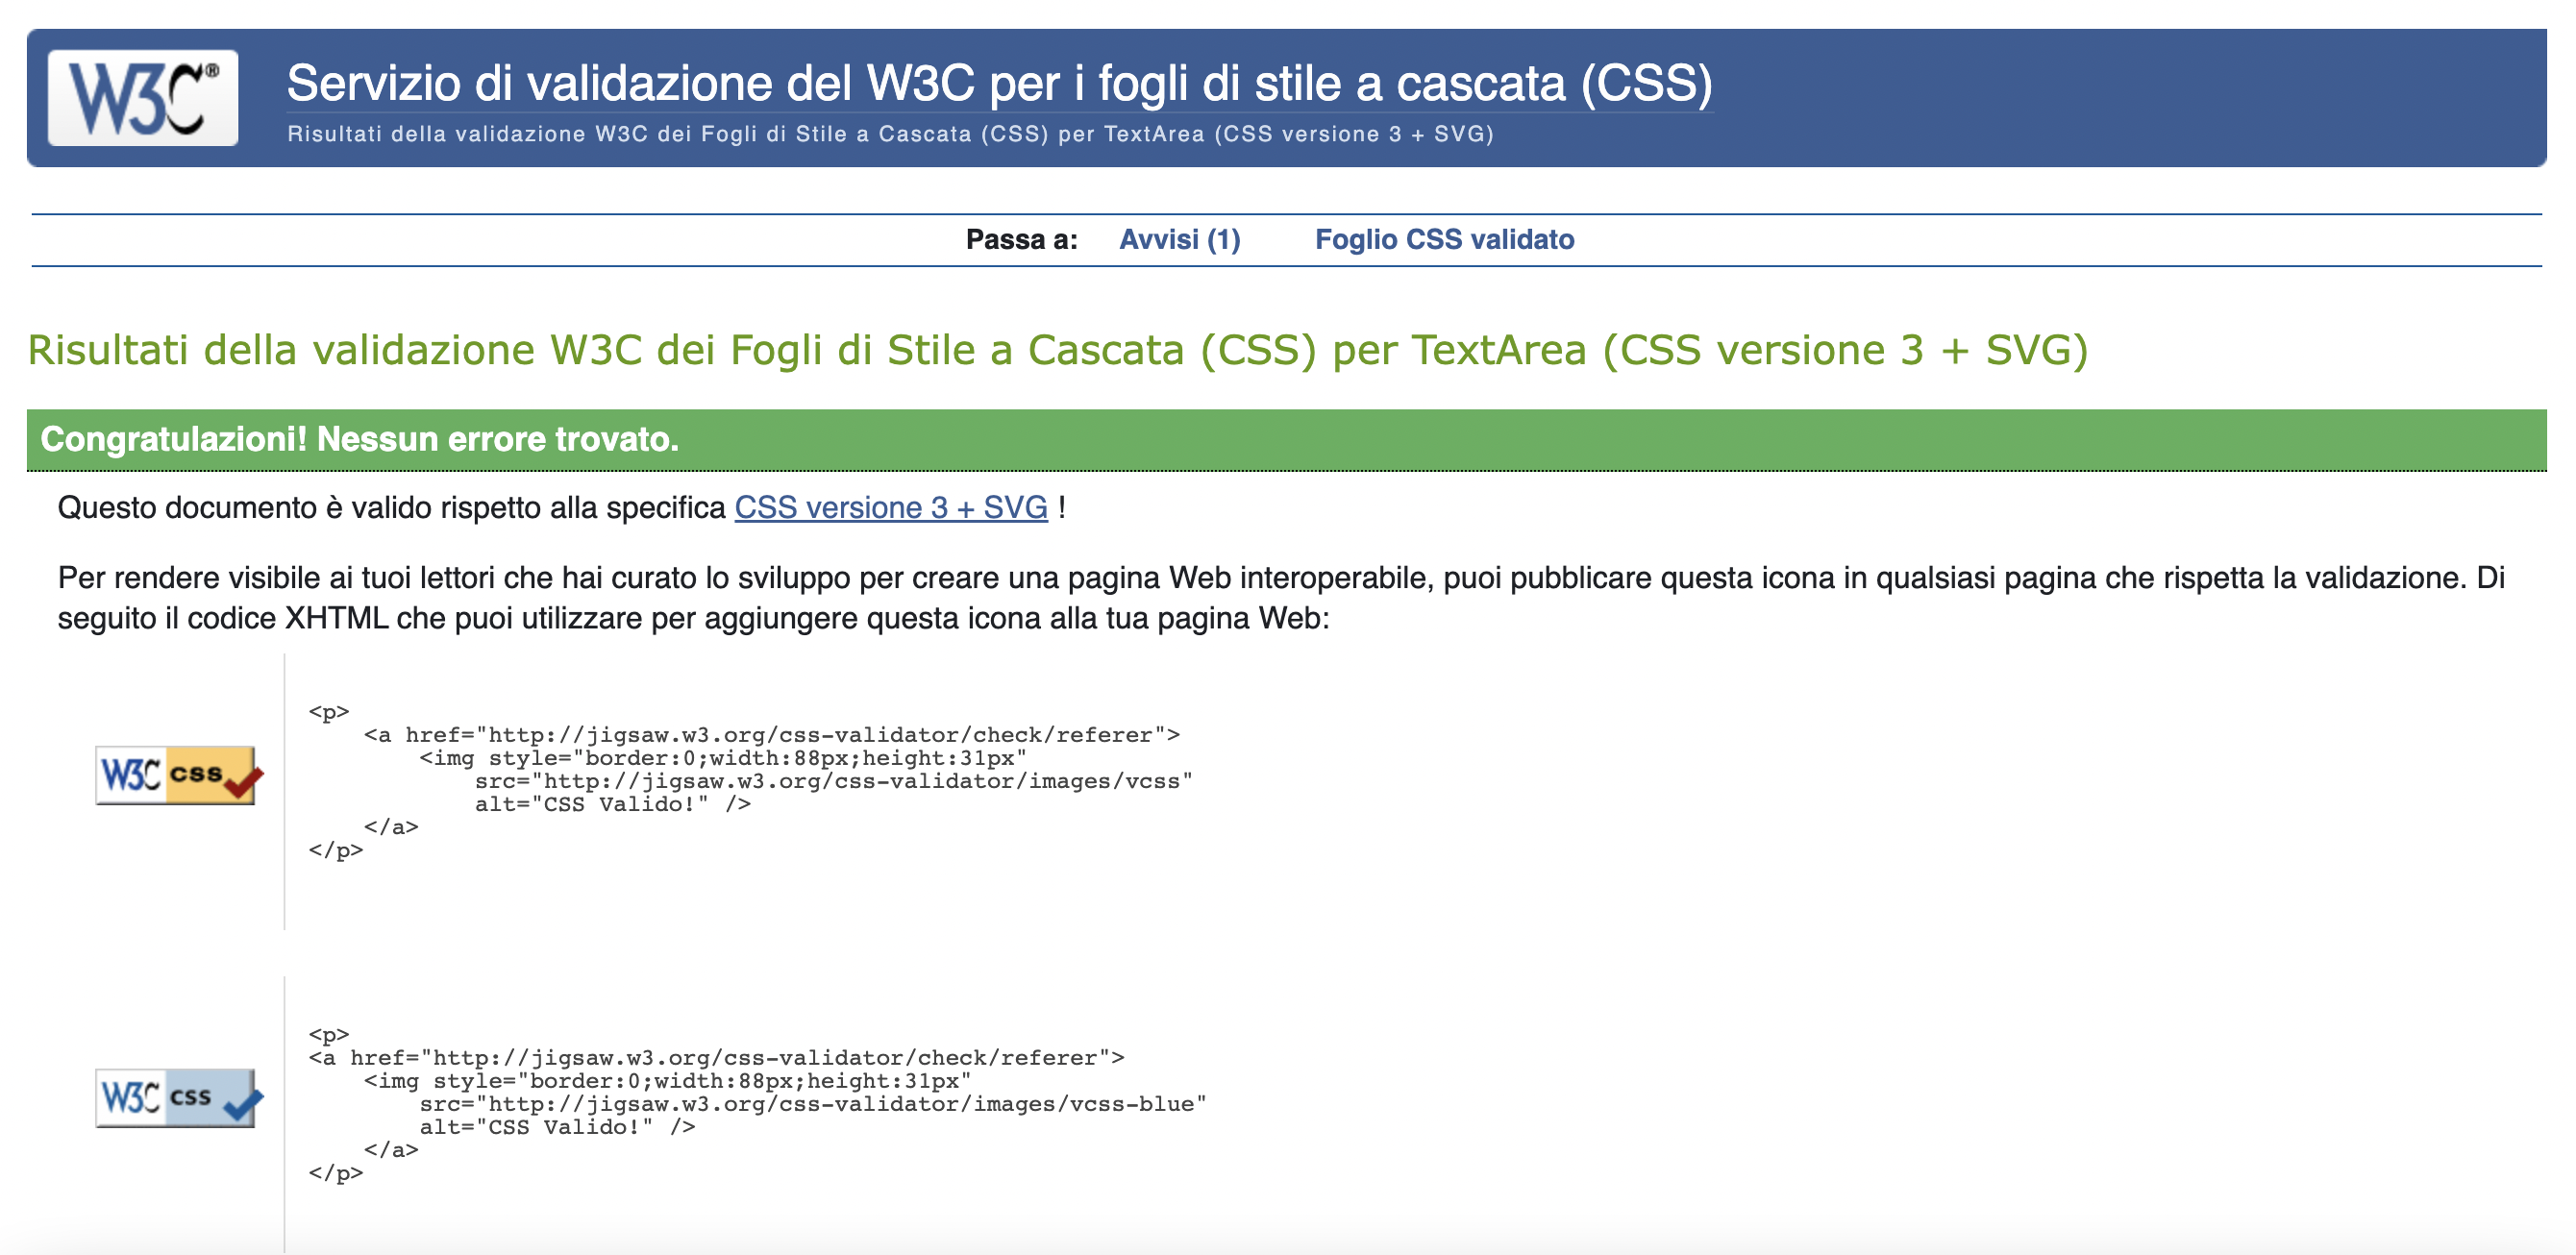 W3C®
Servizio di validazione del W3C per i fogli di stile a cascata (CSS)
Risultati della validazione W3C dei Fogli di Stile a Cascata (CSS) per TextArea (CSS versione 3 + SVG)
Passa a: Avvisi (1) Foglio CSS validato
Risultati della validazione W3C dei Fogli di Stile a Cascata (CSS) per TextArea (CSS versione 3 + SVG)
Congratulazioni! Nessun errore trovato.
Questo documento è valido rispetto alla specifica CSS versione 3 + SVG !
Per rendere visibile ai tuoi lettori che hai curato lo sviluppo per creare una pagina Web interoperabile, puoi pubblicare questa icona in qualsiasi pagina che rispetta la validazione. Di
seguito il codice XHTML che puoi utilizzare per aggiungere questa icona alla tua pagina Web:
W3C css
<p>
<a href="http://jigsaw.w3.org/css-validator/check/referer">
<img style="border:0;width:88px;height:31px"
src="http://jigsaw.w3.org/css-validator/images/vcss"
alt="CSS Valido!" />
</a>
</p>
W3C css
<p>
<a href="http://jigsaw.w3.org/css-validator/check/referer">
<img style="border:0;width:88px;height:31px"
src="http://jigsaw.w3.org/css-validator/images/vcss-blue"
alt="CSS Valido!" />
</a>
</p>